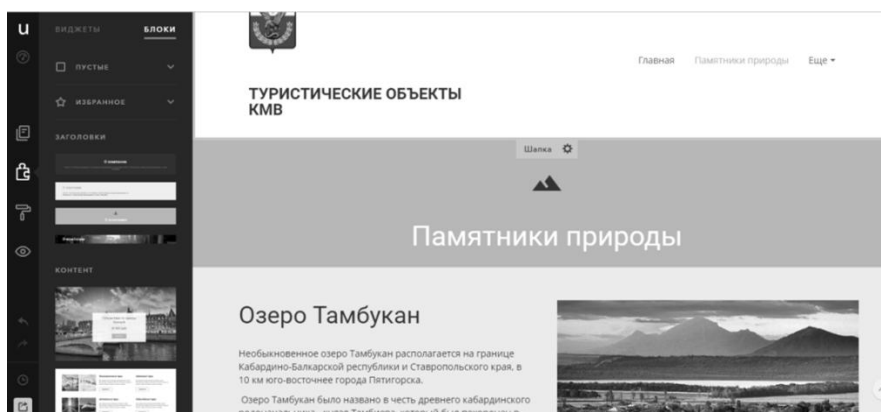 u
ВИДЖЕТЫ
БЛОКИ
ПУСТЫЕ
ИЗБРАННОЕ
ЗАГОЛОВКИ
КОНТЕНТ
Главная
Памятники природы
Еще
ТУРИСТИЧЕСКИЕ ОБЪЕКТЫ
КМВ
Шапка
Памятники природы
Озеро Тамбукан
Необыкновенное озеро Тамбукан располагается на границе
Кабардино-Балкарской республики и Ставропольского края, в
10 км юго-восточнее города Пятигорска.
Озеро Тамбукан было названо в честь древнего кабардинского